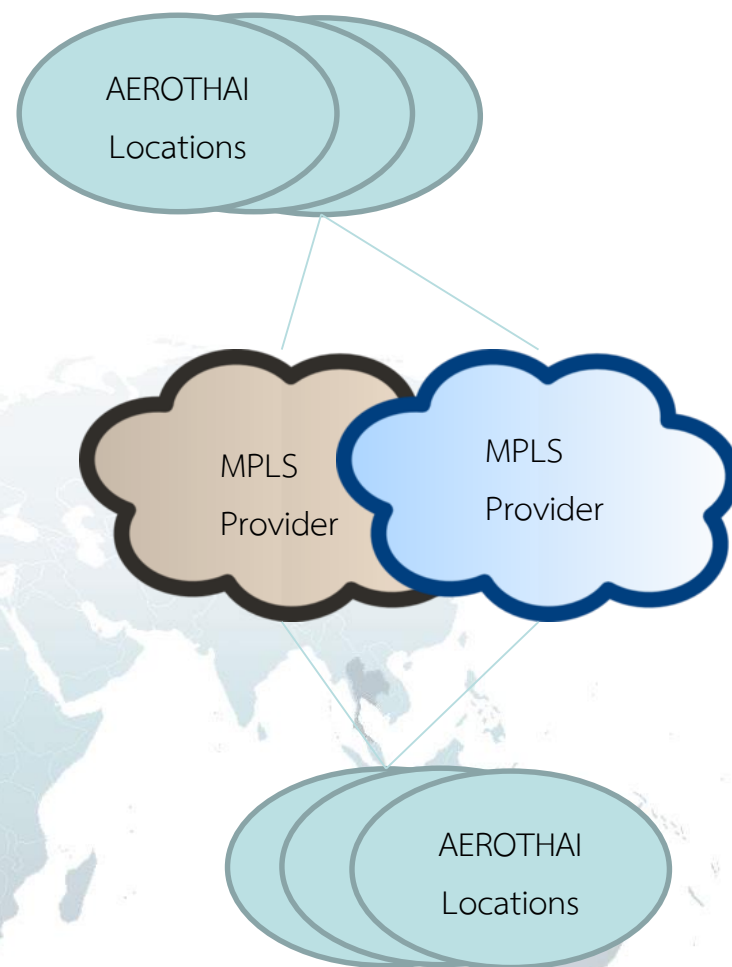 AEROTHAI
Locations
MPLS
Provider
MPLS
Provider
AEROTHAI
Locations